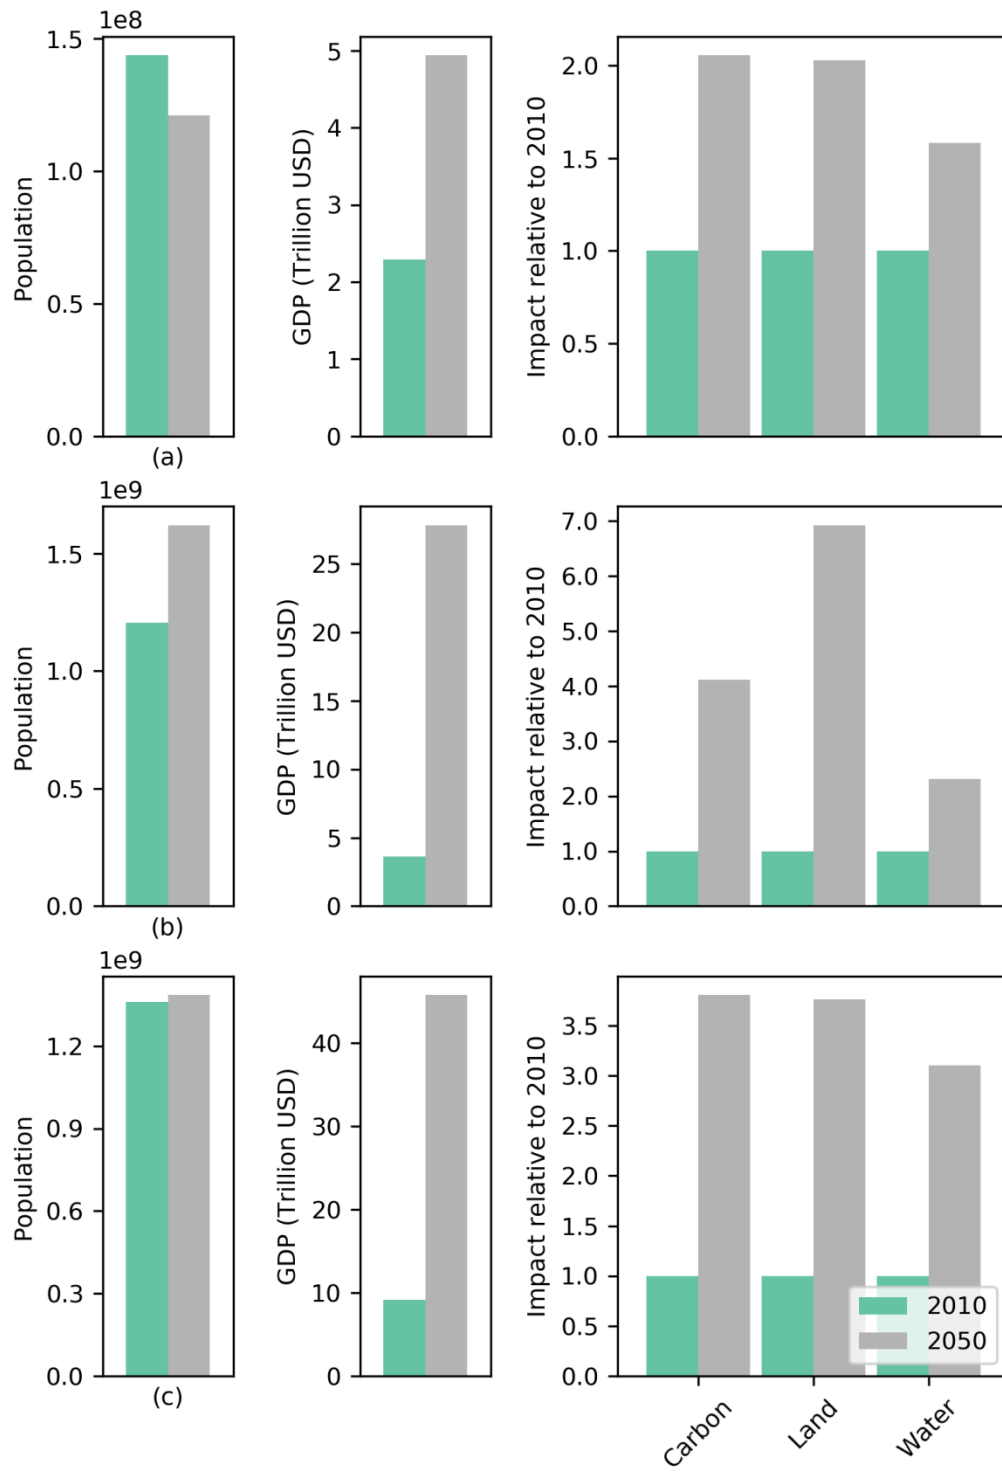 1e8
Population
1.5
1.0
0.5
0.0
(a)
GDP (Trillion USD)
5
4
3
2
1
0
Impact relative to 2010
2.0
1.5
1.0
0.5
0.0
1e9
Population
1.5
1.0
0.5
0.0
(b)
GDP (Trillion USD)
25
20
15
10
5
0
Impact relative to 2010
7.0
6.0
5.0
4.0
3.0
2.0
1.0
0.0
1e9
Population
1.2
0.9
0.6
0.3
0.0
(c)
GDP (Trillion USD)
40
30
20
10
0
Impact relative to 2010
3.5
3.0
2.5
2.0
1.5
1.0
0.5
0.0
2010
2050
Carbon
Land
Water